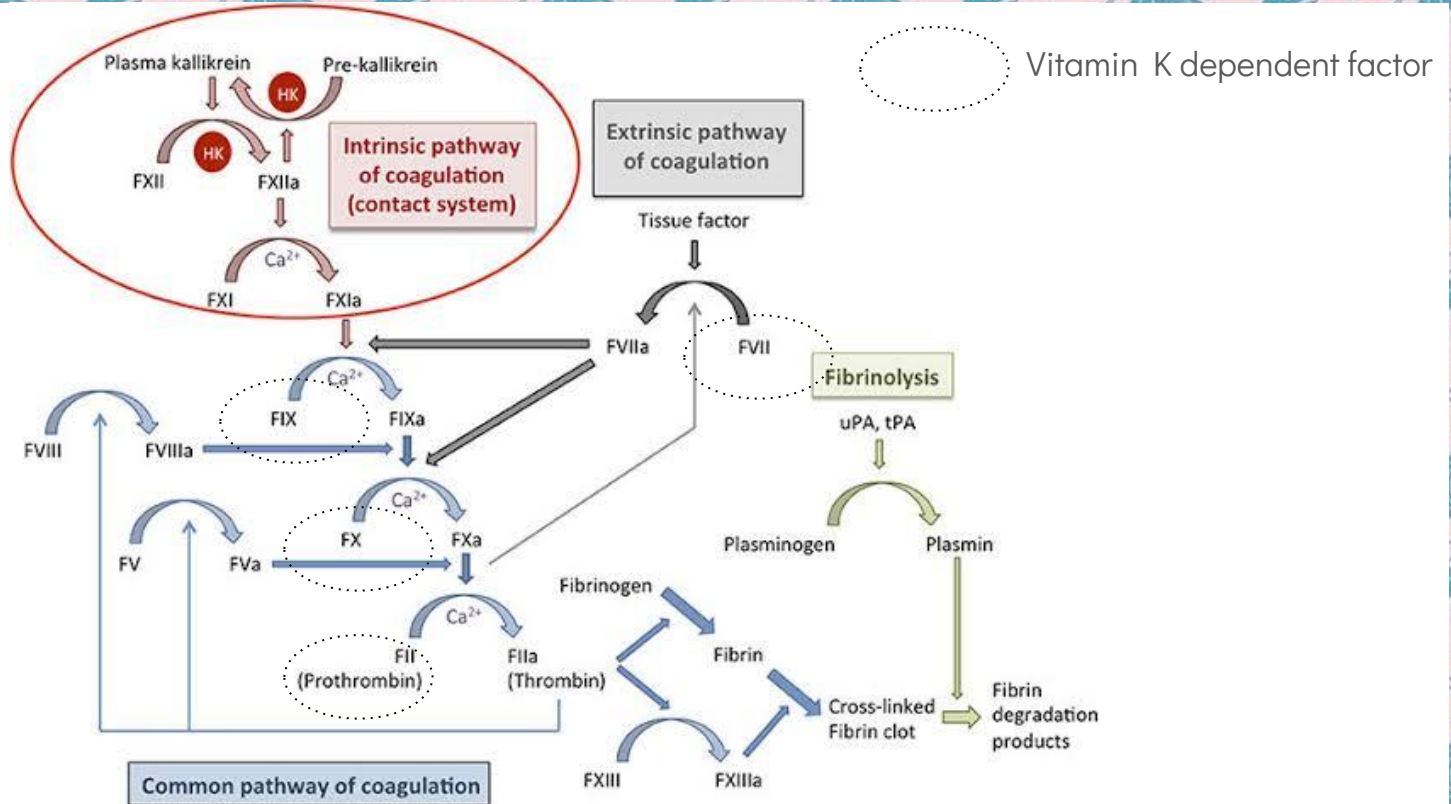 Vitamin K dependent factor
Plasma kallikrein
Pre-kallikrein
HK
HK
FXII
FXIIa
Intrinsic pathway
of coagulation
(contact system)
Ca²⁺
FXI
FXIa
Extrinsic pathway
of coagulation
Tissue factor
FVIIa
FVII
Ca²⁺
FIX
FIXa
FVIII
FVIIIa
Ca²⁺
FX
FXa
FV
FVa
Ca²⁺
FII
(Prothrombin)
FIIa
(Thrombin)
Fibrinolysis
uPA, tPA
Plasminogen
Plasmin
Fibrinogen
Fibrin
Cross-linked
Fibrin clot
Fibrin
degradation
products
FXIII
FXIIIa
Common pathway of coagulation